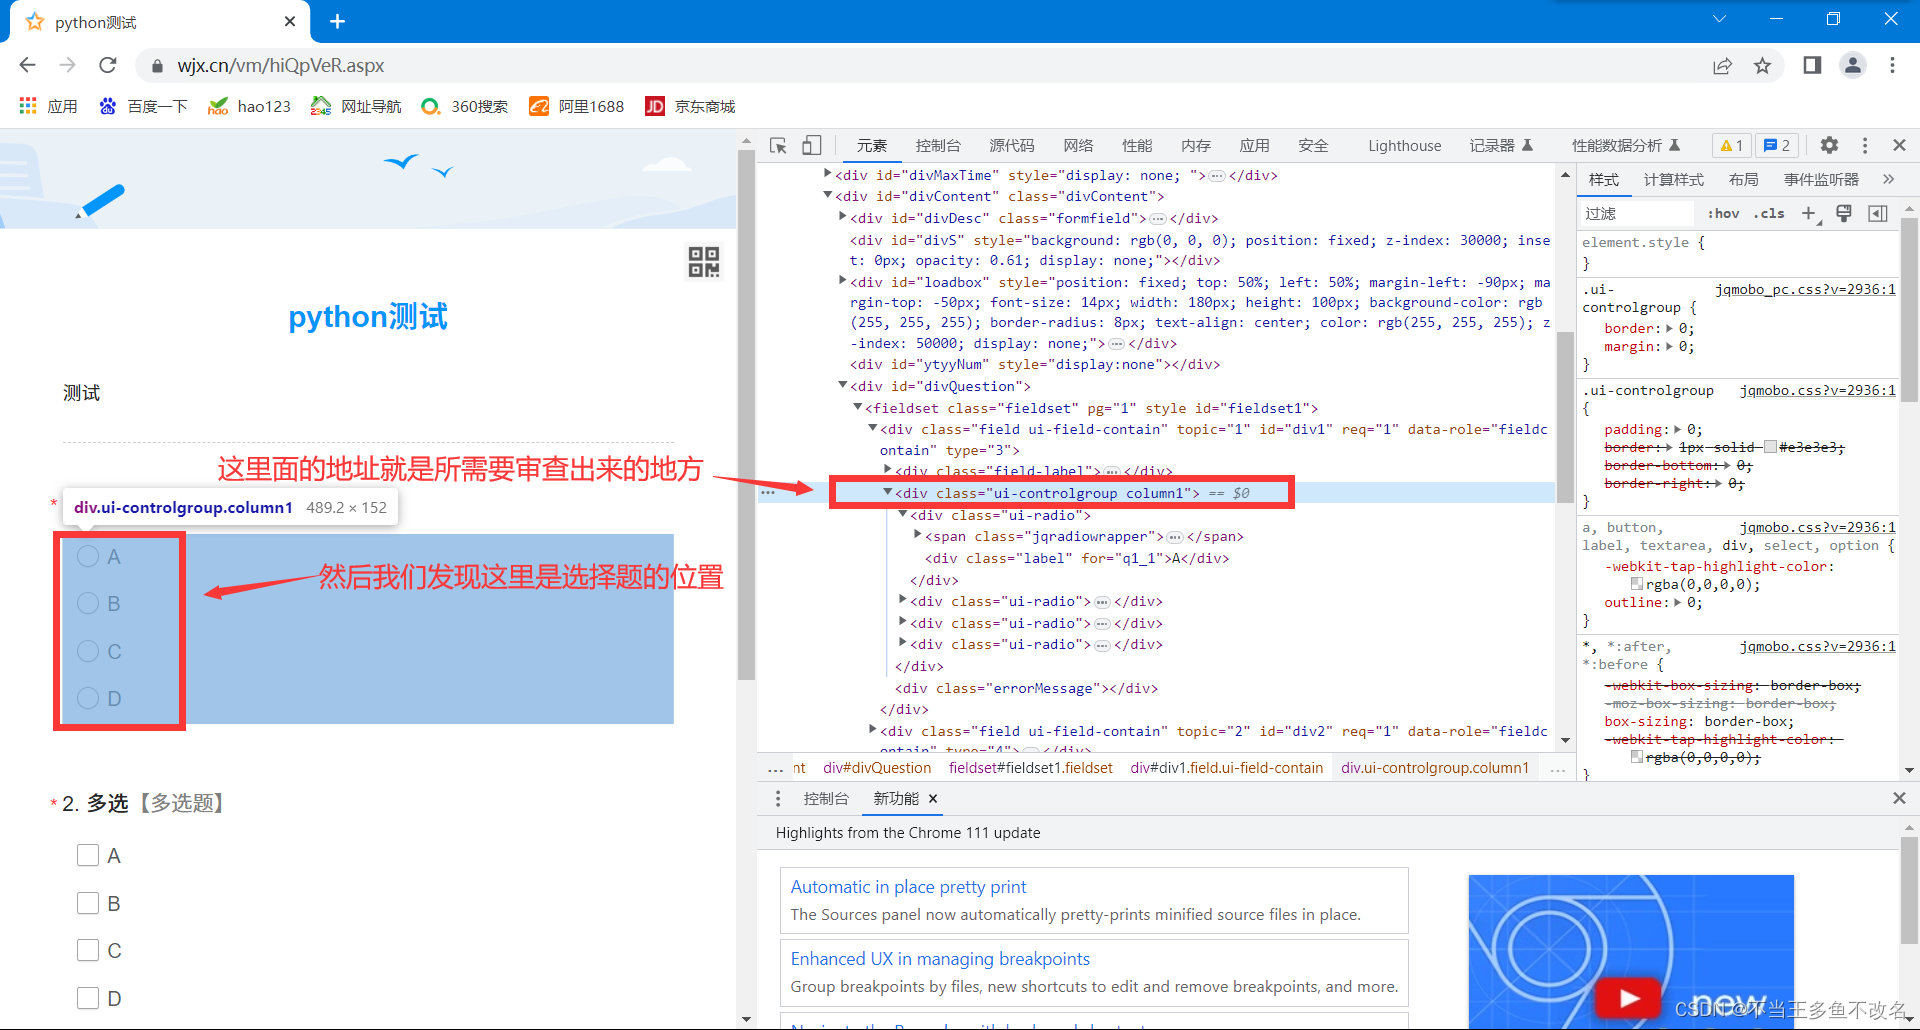 python测试
wjx.cn/vm/hiQpVeR.aspx
应用 百度一下 hao123 网址导航 360搜索 阿里1688 京东商城
python测试
测试
这里面的地址就是所需要审查出来的地方
* div.ui-controlgroup.column1 489.2 × 152
A
然后我们发现这里是选择题的位置
B
C
D
* 2. 多选【多选题】
A
B
C
D
元素 控制台 源代码 网络 性能 内存 应用 安全 Lighthouse 记录器 性能数据分析 1 2
<div id="divMaxTime" style="display: none; ">…</div>
<div id="divContent" class="divContent">
<div id="divDesc" class="formfield">…</div>
<div id="divS" style="background: rgb(0, 0, 0); position: fixed; z-index: 30000; inse
t: 0px; opacity: 0.61; display: none;"></div>
<div id="loadbox" style="position: fixed; top: 50%; left: 50%; margin-left: -90px; ma
rgin-top: -50px; font-size: 14px; width: 180px; height: 100px; background-color: rgb
(255, 255, 255); border-radius: 8px; text-align: center; color: rgb(255, 255, 255); z
-index: 50000; display: none;">…</div>
<div id="ytyyNum" style="display:none"></div>
<div id="divQuestion">
<fieldset class="fieldset" pg="1" style id="fieldset1">
<div class="field ui-field-contain" topic="1" id="div1" req="1" data-role="fieldc
ontain" type="3">
<div class="field-label">…</div>
<div class="ui-controlgroup column1"> == $0
<div class="ui-radio">
<span class="jqradiowrapper">…</span>
<div class="label" for="q1_1">A</div>
</div>
<div class="ui-radio">…</div>
<div class="ui-radio">…</div>
<div class="ui-radio">…</div>
</div>
<div class="errorMessage"></div>
</div>
<div class="field ui-field-contain" topic="2" id="div2" req="1" data-role="fieldc
ontain" type="4">…</div>
… nt div#divQuestion fieldset#fieldset1.fieldset div#div1.field.ui-field-contain div.ui-controlgroup.column1 …
样式 计算样式 布局 事件监听器 »
过滤 :hov .cls +
element.style {
}
.ui- jqmobo_pc.css?v=2936:1
controlgroup {
border: 0;
margin: 0;
}
.ui-controlgroup jqmobo.css?v=2936:1
{
padding: 0;
border: 1px solid #e3e3e3;
border-bottom: 0;
border-right: 0;
}
a, button, jqmobo.css?v=2936:1
label, textarea, div, select, option {
-webkit-tap-highlight-color:
rgba(0,0,0,0);
outline: 0;
}
*, *:after, jqmobo.css?v=2936:1
*:before {
-webkit-box-sizing: border-box;
-moz-box-sizing: border-box;
box-sizing: border-box;
-webkit-tap-highlight-color:
rgba(0,0,0,0);
}
控制台 新功能
Highlights from the Chrome 111 update
Automatic in place pretty print
The Sources panel now automatically pretty-prints minified source files in place.
Enhanced UX in managing breakpoints
Group breakpoints by files, new shortcuts to edit and remove breakpoints, and more.
new
CSDN @不当王多鱼不改名